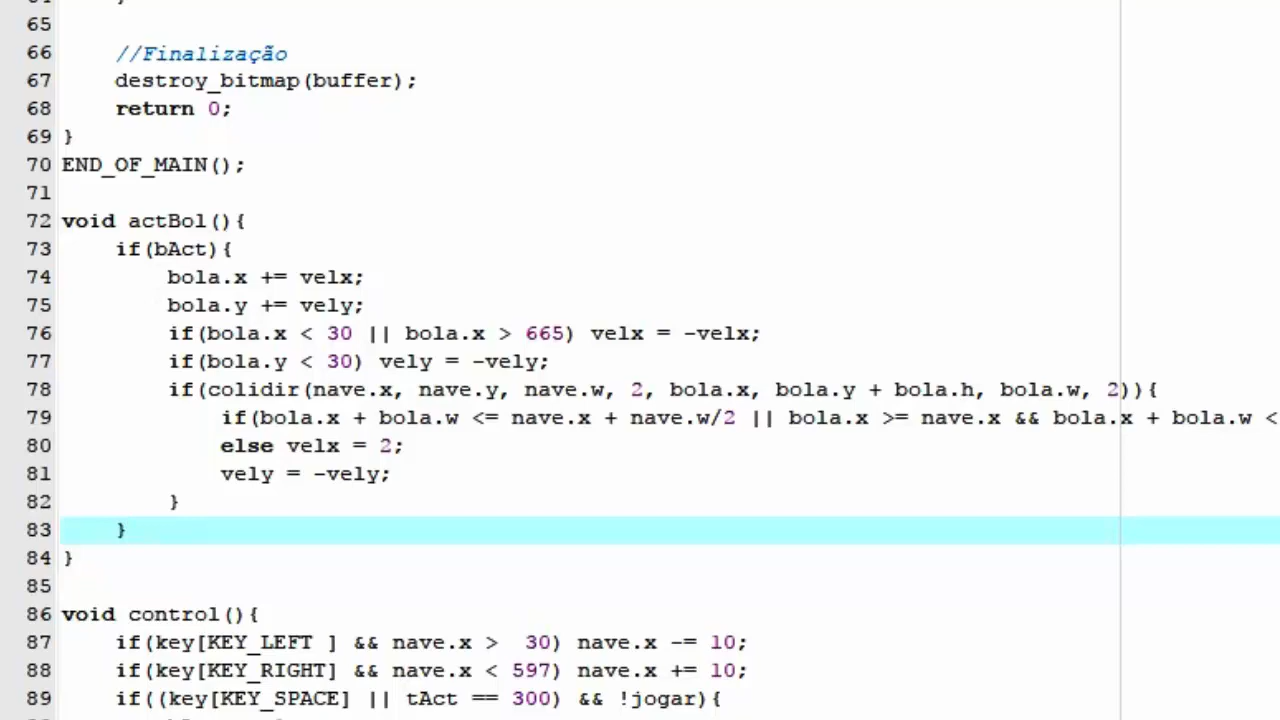 65
66 //Finalização
67 destroy_bitmap(buffer);
68 return 0;
69 }
70 END_OF_MAIN();
71
72 void actBol(){
73 if(bAct){
74 bola.x += velx;
75 bola.y += vely;
76 if(bola.x < 30 || bola.x > 665) velx = -velx;
77 if(bola.y < 30) vely = -vely;
78 if(colidir(nave.x, nave.y, nave.w, 2, bola.x, bola.y + bola.h, bola.w, 2)){
79 if(bola.x + bola.w <= nave.x + nave.w/2 || bola.x >= nave.x && bola.x + bola.w <
80 else velx = 2;
81 vely = -vely;
82 }
83 }
84 }
85
86 void control(){
87 if(key[KEY_LEFT ] && nave.x >  30) nave.x -= 10;
88 if(key[KEY_RIGHT] && nave.x < 597) nave.x += 10;
89 if((key[KEY_SPACE] || tAct == 300) && !jogar){